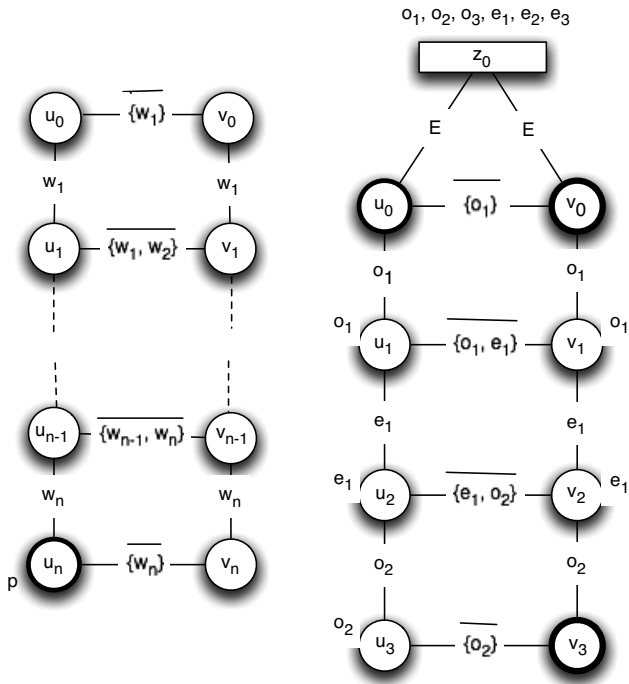 u₀ {w₁} v₀
w₁ w₁
u₁ {w₁, w₂} v₁
uₙ₋₁ {wₙ₋₁, wₙ} vₙ₋₁
wₙ wₙ
uₙ {wₙ} vₙ
p
o₁, o₂, o₃, e₁, e₂, e₃
z₀
E E
u₀ {o₁} v₀
o₁ o₁
o₁ u₁ {o₁, e₁} v₁ o₁
e₁ e₁
e₁ u₂ {e₁, o₂} v₂ e₁
o₂ o₂
o₂ u₃ {o₂} v₃